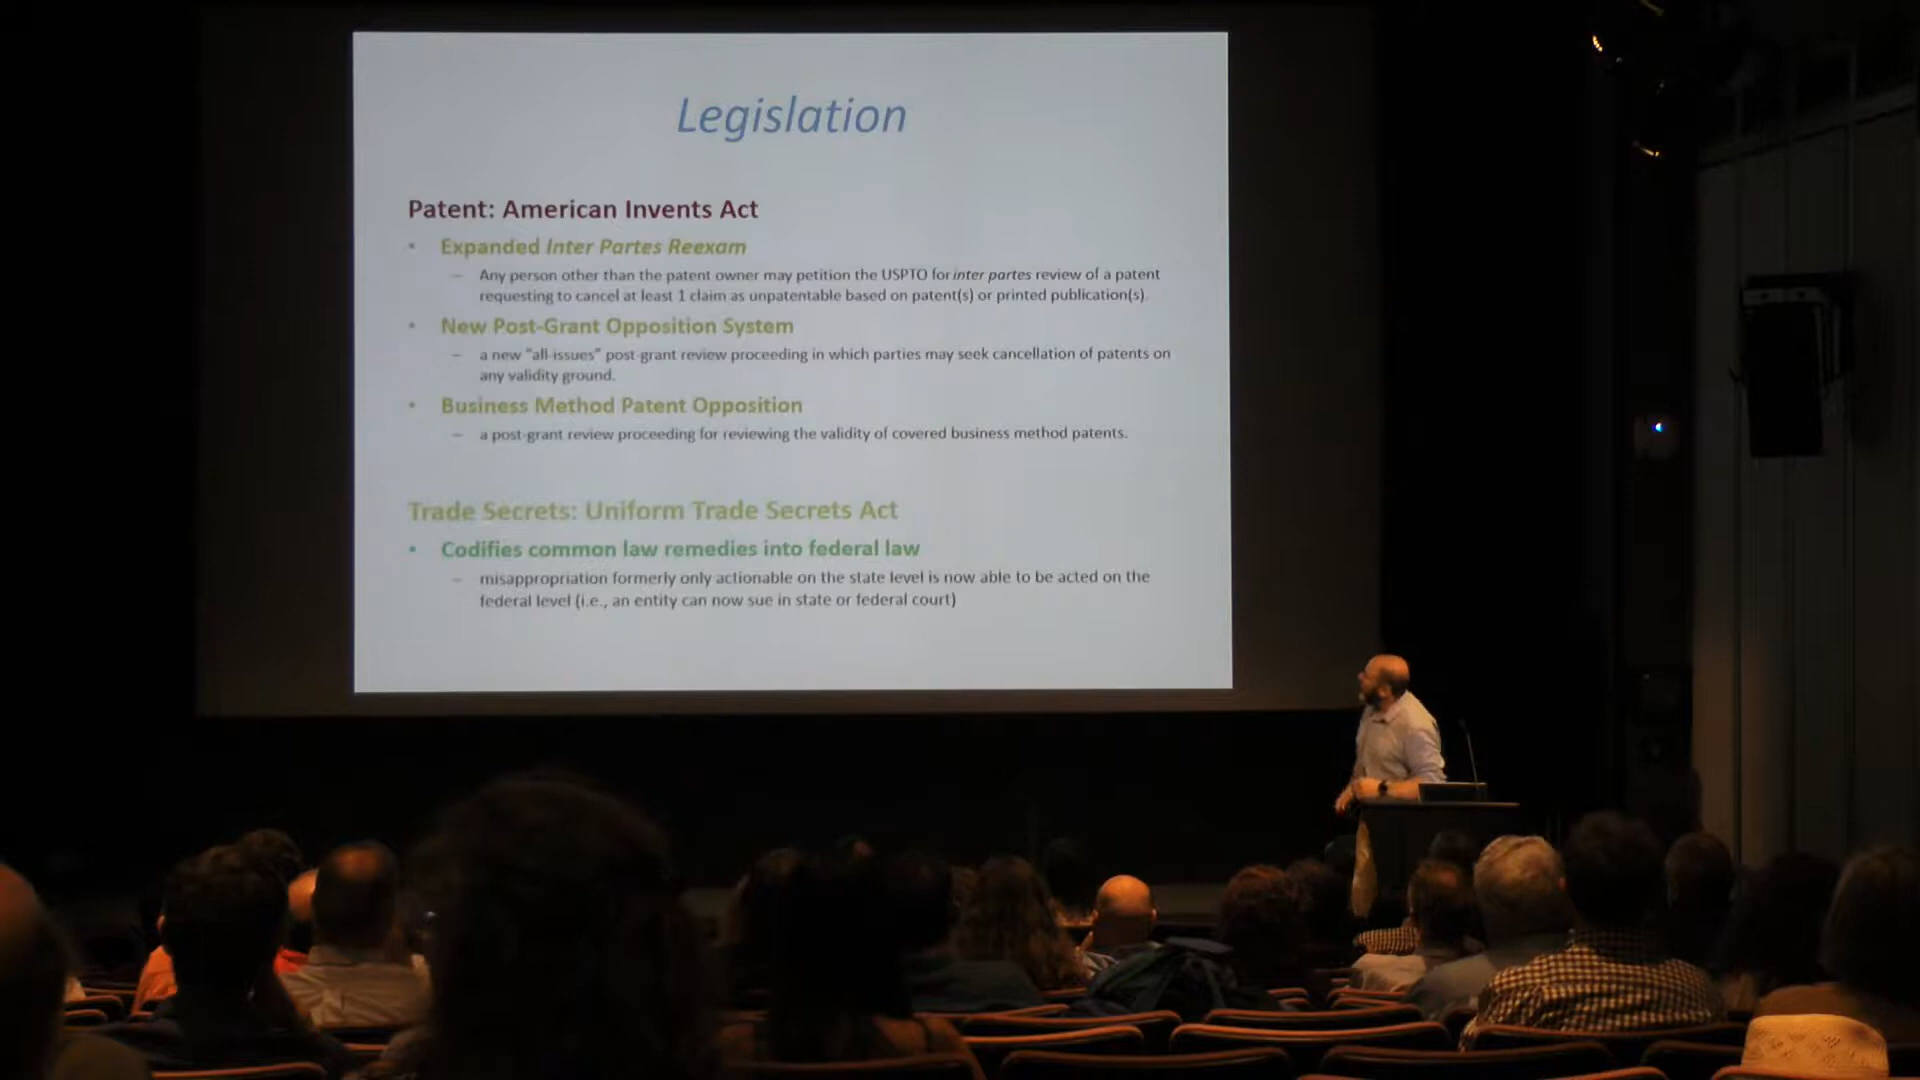 Legislation
Patent: American Invents Act
• Expanded Inter Partes Reexam
– Any person other than the patent owner may petition the USPTO for inter partes review of a patent
requesting to cancel at least 1 claim as unpatentable based on patent(s) or printed publication(s).
• New Post-Grant Opposition System
– a new "all issues" post-grant review proceeding in which parties may seek cancellation of patents on
any validity ground.
• Business Method Patent Opposition
– a post-grant review proceeding for reviewing the validity of covered business method patents.
Trade Secrets: Uniform Trade Secrets Act
• Codifies common law remedies into federal law
– misappropriation formerly only actionable on the state level is now able to be acted on the
federal level (i.e., an entity can now sue in state or federal court)